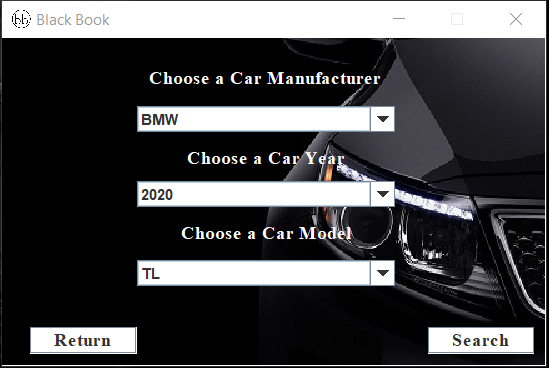 bb Black Book
Choose a Car Manufacturer
BMW
Choose a Car Year
2020
Choose a Car Model
TL
Return
Search